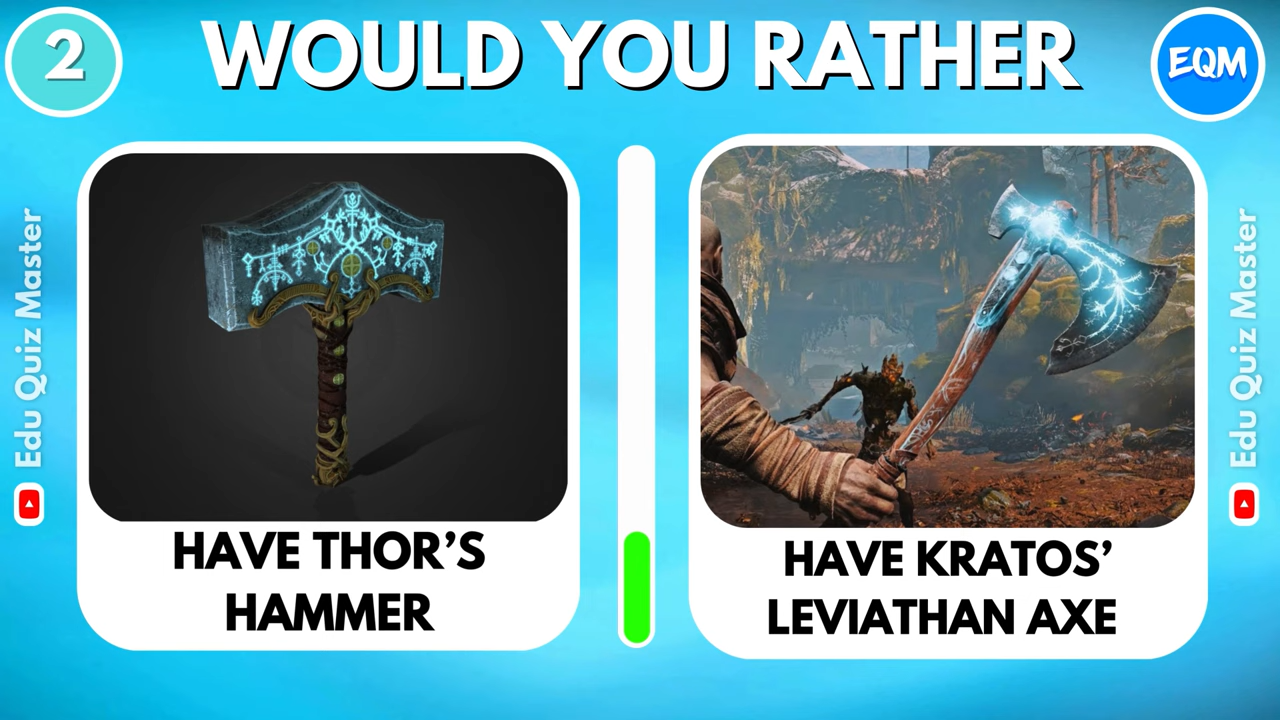 2
WOULD YOU RATHER
EQM
Edu Quiz Master
HAVE THOR’S
HAMMER
HAVE KRATOS’
LEVIATHAN AXE
Edu Quiz Master